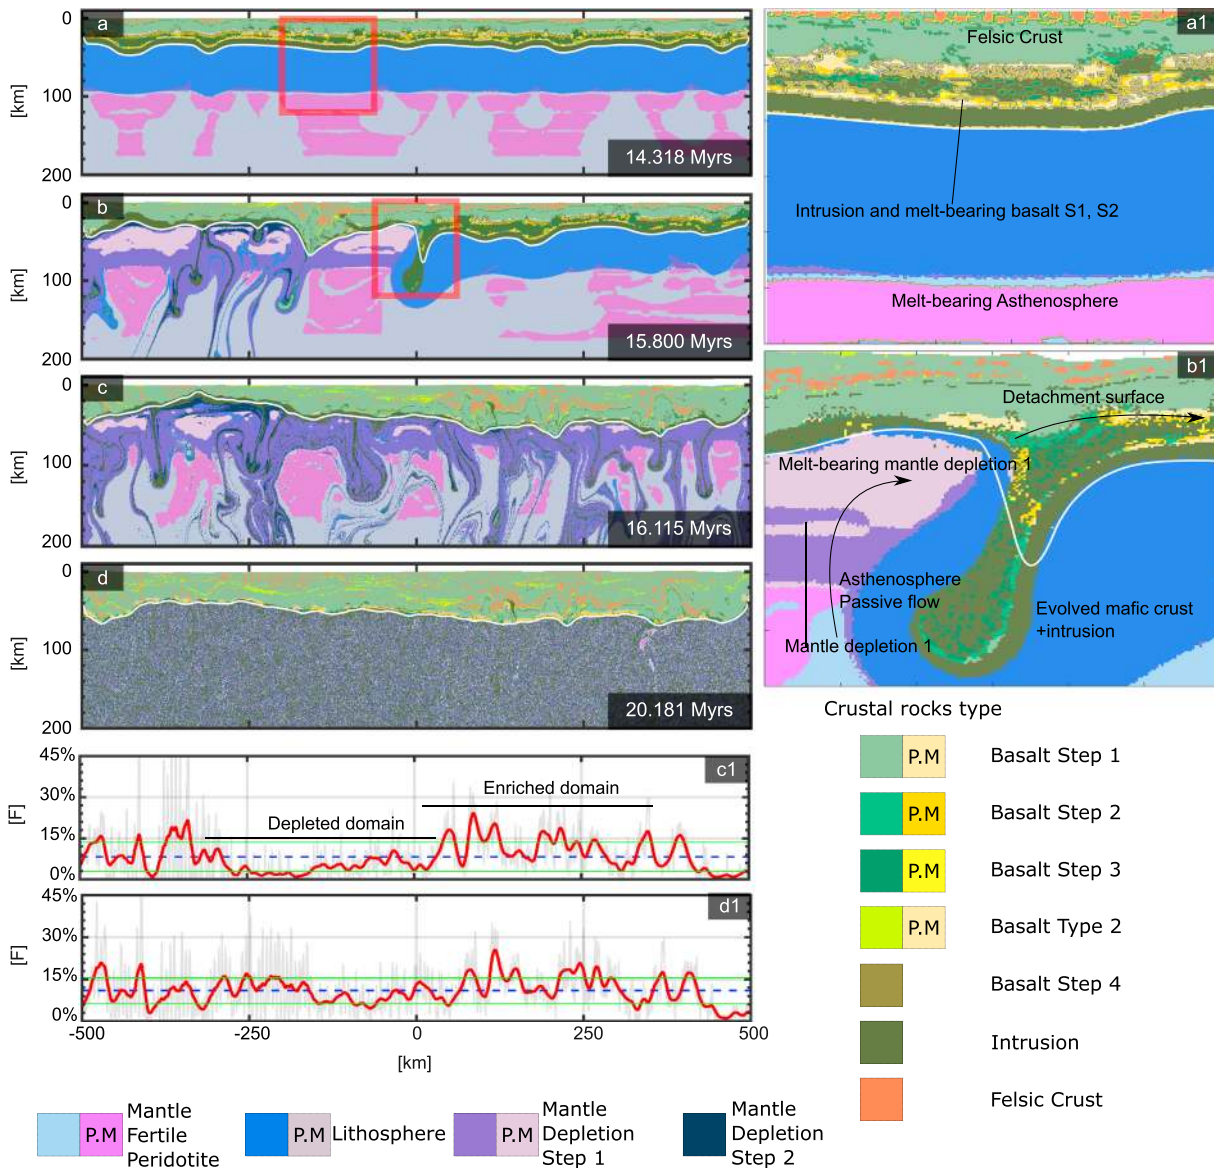 a
0
100
200
[km]
14.318 Myrs
a1
Felsic Crust
Intrusion and melt-bearing basalt S1, S2
Melt-bearing Asthenosphere
b
0
100
200
[km]
15.800 Myrs
b1
Detachment surface
Melt-bearing mantle depletion 1
Asthenosphere
Passive flow
Evolved mafic crust
+intrusion
Mantle depletion 1
c
0
100
200
[km]
16.115 Myrs
d
0
100
200
[km]
20.181 Myrs
45%
30%
15%
0%
[F]
c1
Enriched domain
Depleted domain
45%
30%
15%
0%
[F]
d1
-500
-250
0
250
500
[km]
Crustal rocks type
P.M Basalt Step 1
P.M Basalt Step 2
P.M Basalt Step 3
P.M Basalt Type 2
Basalt Step 4
Intrusion
Felsic Crust
P.M
Mantle
Fertile
Peridotite
P.M Lithosphere
P.M
Mantle
Depletion
Step 1
Mantle
Depletion
Step 2